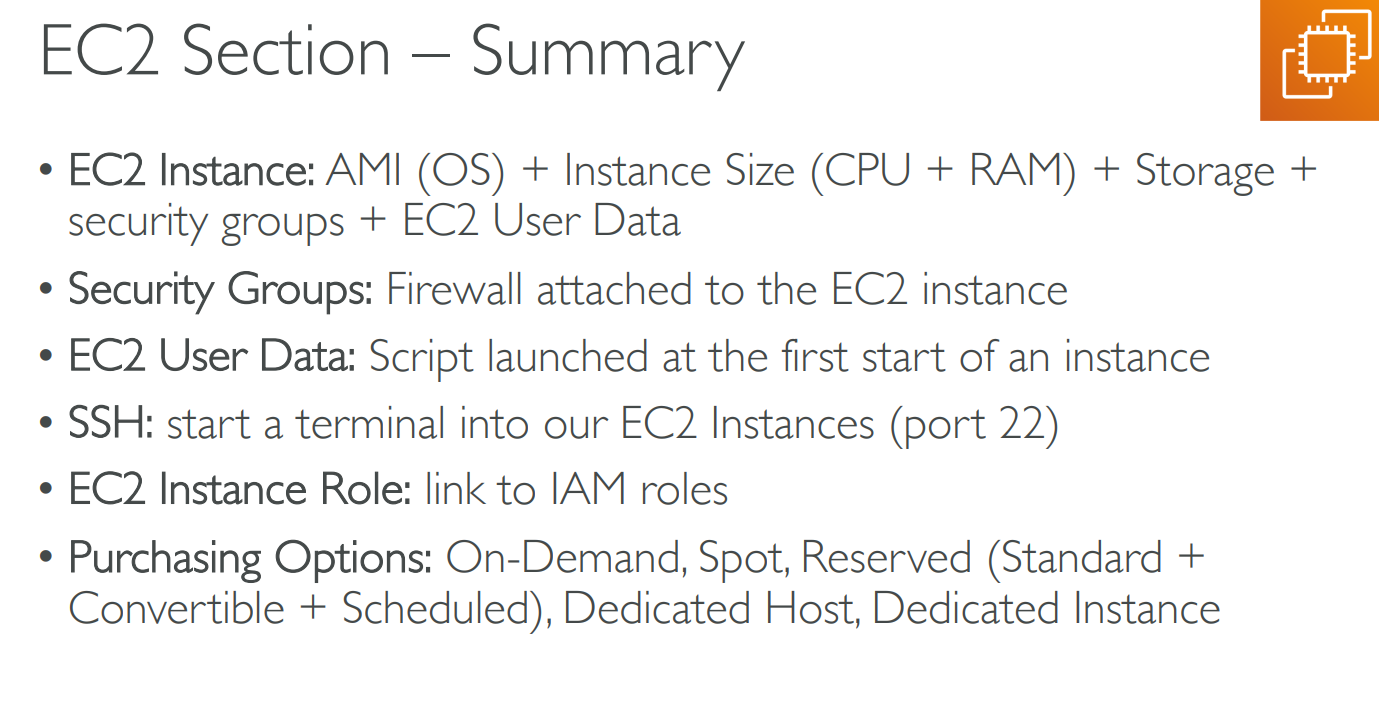 EC2 Section – Summary
• EC2 Instance: AMI (OS) + Instance Size (CPU + RAM) + Storage +
security groups + EC2 User Data
• Security Groups: Firewall attached to the EC2 instance
• EC2 User Data: Script launched at the first start of an instance
• SSH: start a terminal into our EC2 Instances (port 22)
• EC2 Instance Role: link to IAM roles
• Purchasing Options: On-Demand, Spot, Reserved (Standard +
Convertible + Scheduled), Dedicated Host, Dedicated Instance